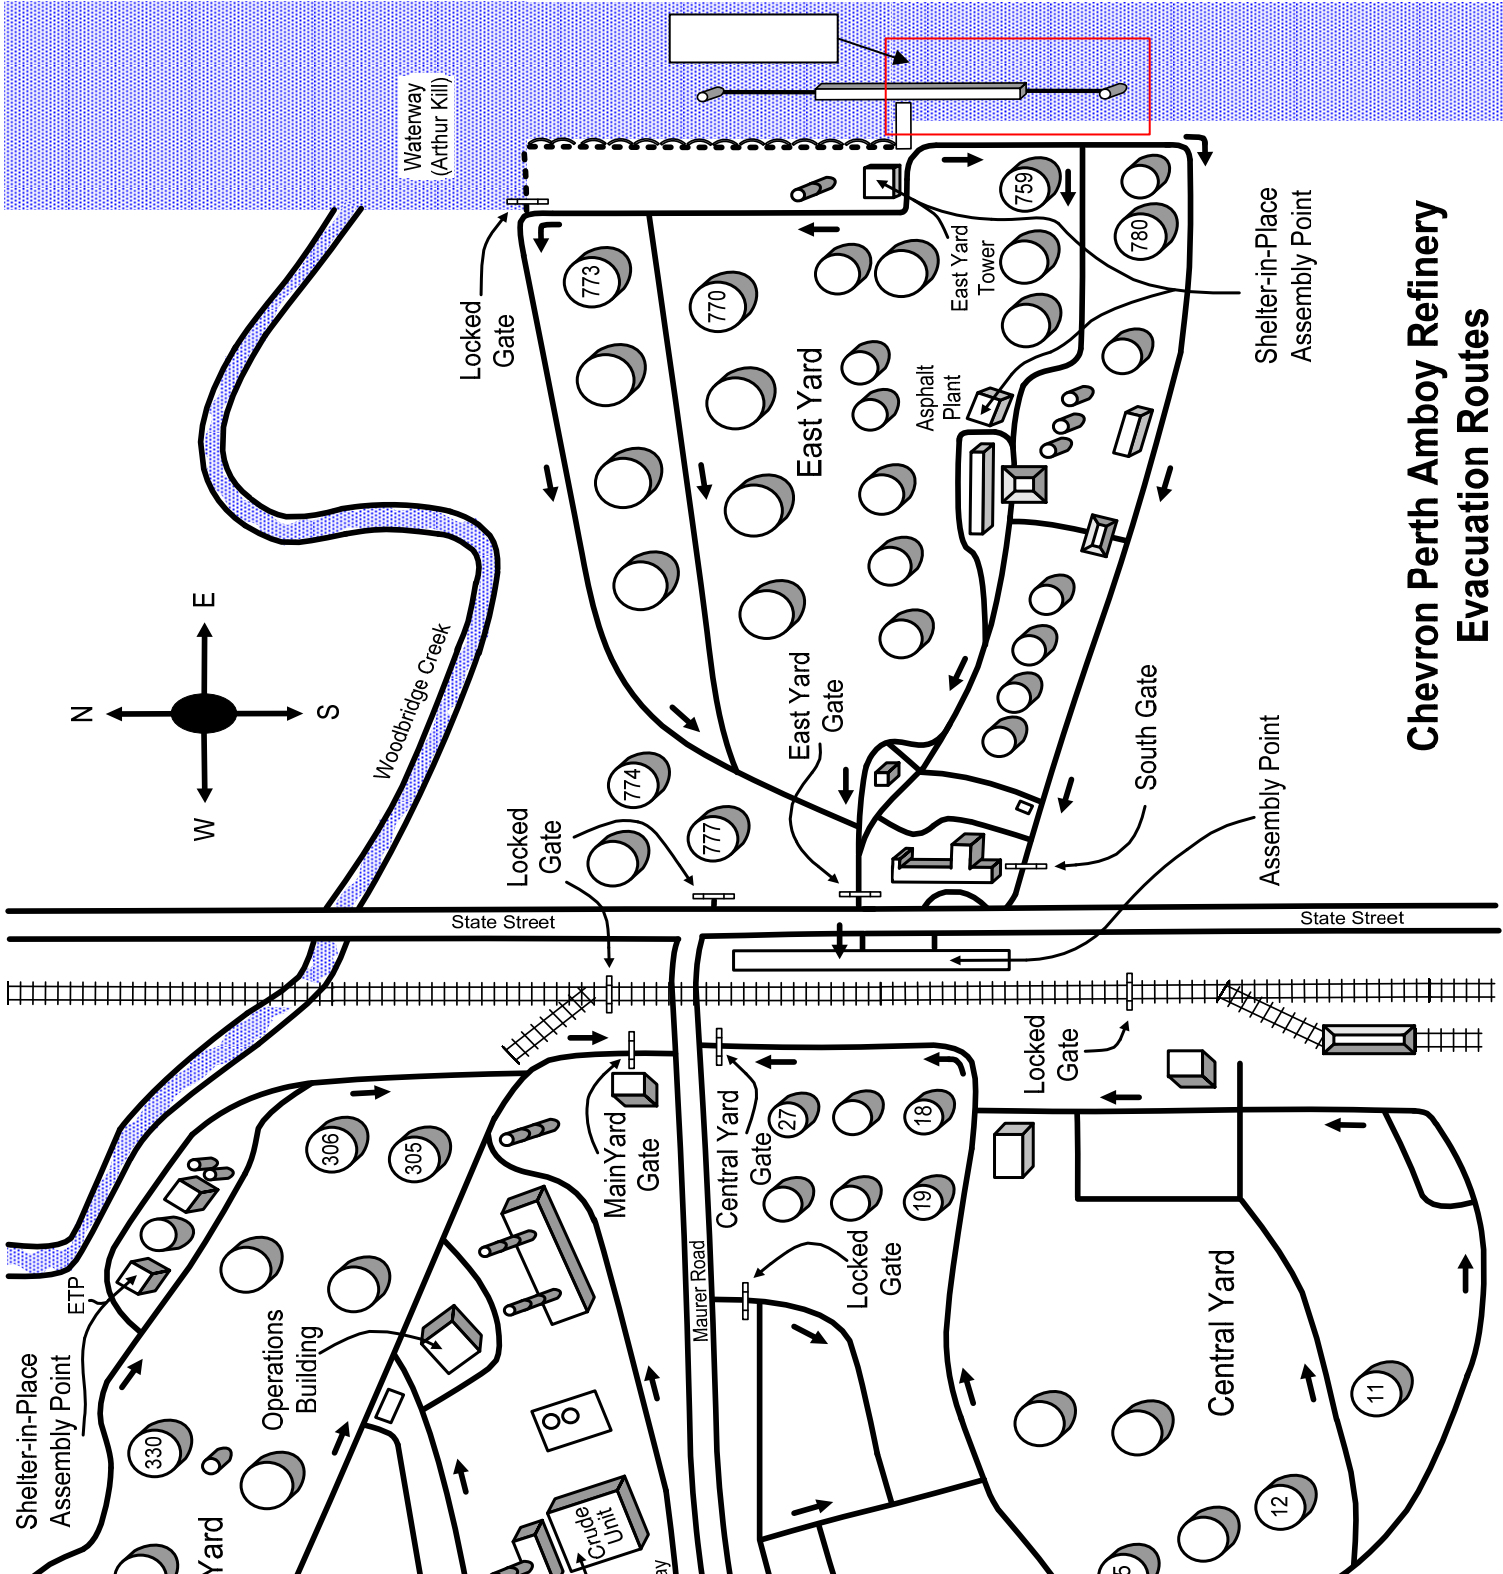 Chevron Perth Amboy Refinery
Evacuation Routes
Waterway
(Arthur Kill)
Locked
Gate
773
770
759
780
East Yard
Tower
Shelter-in-Place
Assembly Point
East Yard
Asphalt
Plant
N
E
S
W
Woodbridge Creek
East Yard
Gate
South Gate
Assembly Point
774
777
Locked
Gate
State Street
State Street
Locked
Gate
Main Yard
Gate
Central Yard
Gate
27
18
19
306
305
Locked
Gate
Maurer Road
ETP
Shelter-in-Place
Assembly Point
Operations
Building
330
Yard
Crude
Unit
Central Yard
11
12
5
ay